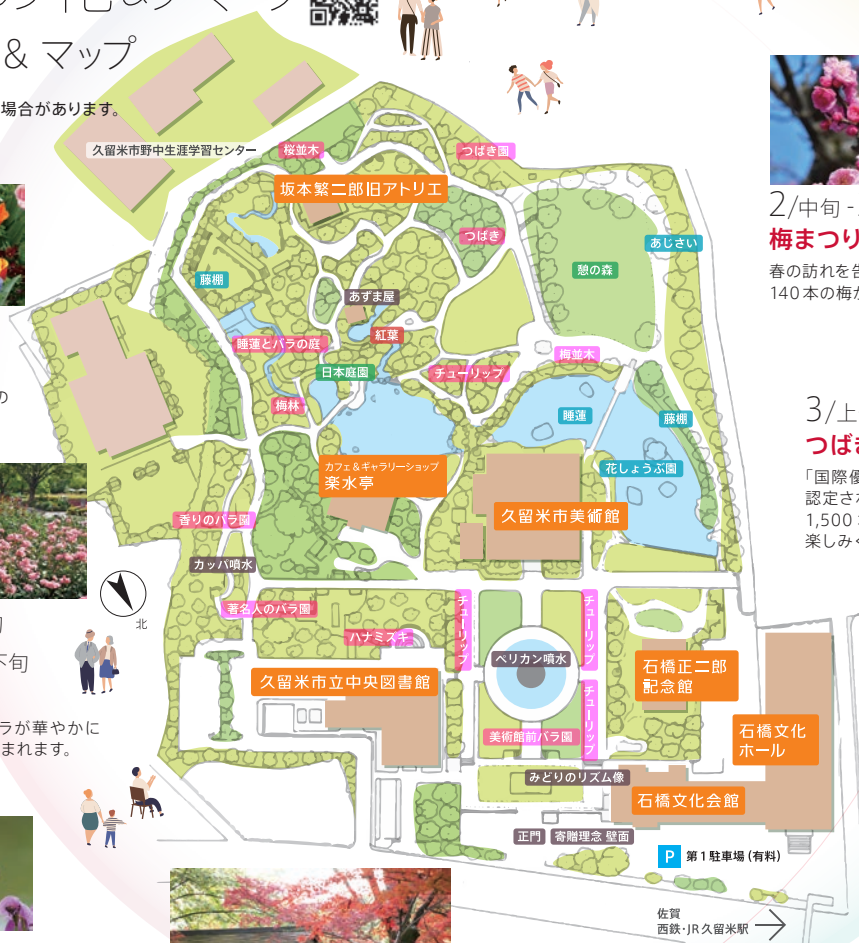 & マップ
場合があります。
久留米市野中生涯学習センター
桜並木
つばき園
坂本繁二郎旧アトリエ
つばき
あじさい
憩の森
藤棚
あずま屋
紅葉
睡蓮とバラの庭
日本庭園
チューリップ
梅並木
梅林
睡蓮
藤棚
カフェ&ギャラリーショップ
楽水亭
花しょうぶ園
久留米市美術館
香りのバラ園
カッパ噴水
北
著名人のバラ園
ハナミズキ
チューリップ
チューリップ
ペリカン噴水
石橋正二郎
記念館
久留米市立中央図書館
チューリップ
美術館前バラ園
石橋文化
ホール
みどりのリズム像
石橋文化会館
正門
寄贈理念 壁面
P 第1駐車場(有料)
佐賀
西鉄・JR久留米駅
2/中旬 -
梅まつり
春の訪れを告
140本の梅が
3/上
つばき
「国際優
認定され
1,500
楽しみく
の
下旬
ラが華やかに
まれます。